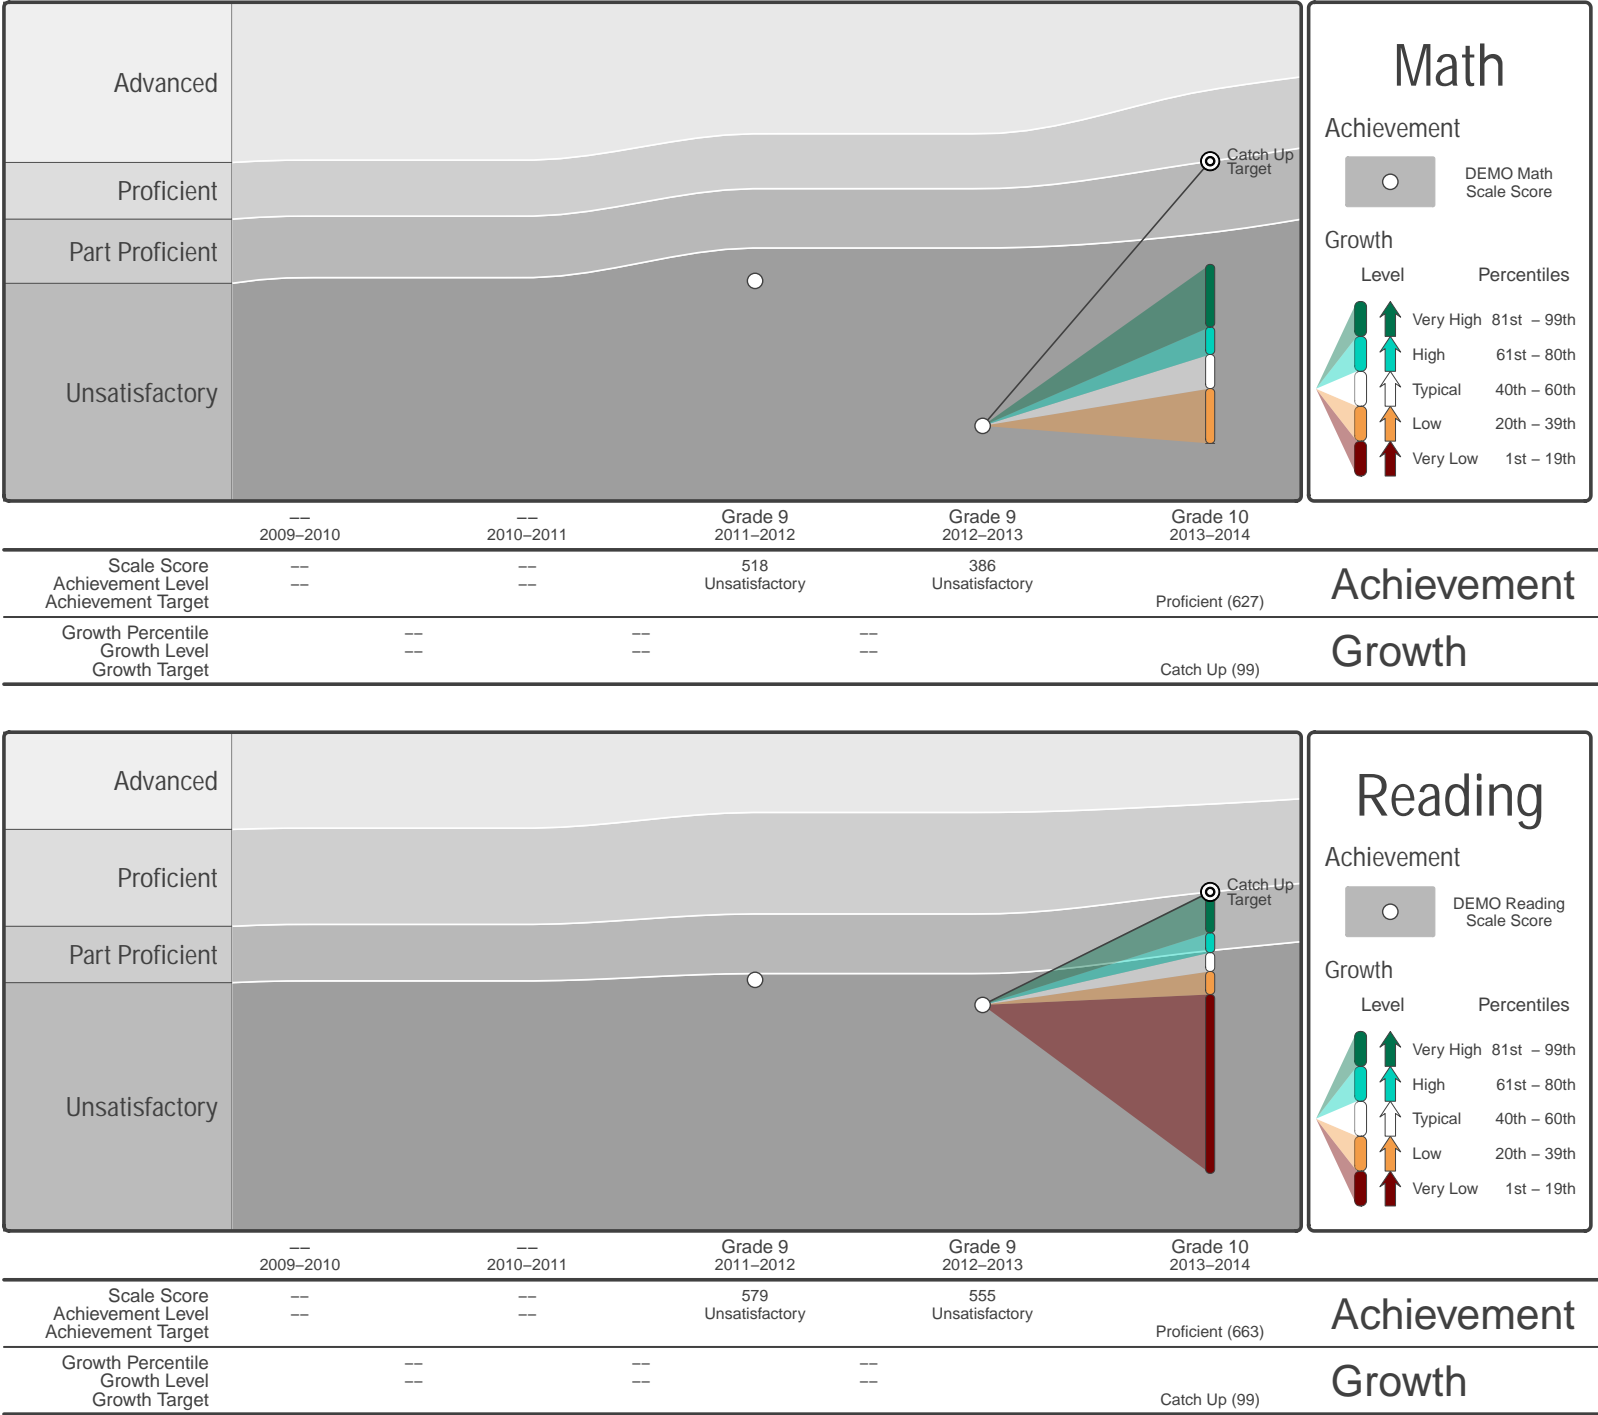 Advanced
Proficient
Part Proficient
Unsatisfactory
Catch Up
Target
Math
Achievement
DEMO Math
Scale Score
Growth
Level Percentiles
Very High 81st – 99th
High 61st – 80th
Typical 40th – 60th
Low 20th – 39th
Very Low 1st – 19th
–– –– Grade 9 Grade 9 Grade 10
2009–2010 2010–2011 2011–2012 2012–2013 2013–2014
Scale Score –– –– 518 386
Achievement Level –– –– Unsatisfactory Unsatisfactory
Achievement Target Proficient (627)
Achievement
Growth Percentile –– –– ––
Growth Level –– –– ––
Growth Target Catch Up (99)
Growth
Advanced
Proficient
Part Proficient
Unsatisfactory
Catch Up
Target
Reading
Achievement
DEMO Reading
Scale Score
Growth
Level Percentiles
Very High 81st – 99th
High 61st – 80th
Typical 40th – 60th
Low 20th – 39th
Very Low 1st – 19th
–– –– Grade 9 Grade 9 Grade 10
2009–2010 2010–2011 2011–2012 2012–2013 2013–2014
Scale Score –– –– 579 555
Achievement Level –– –– Unsatisfactory Unsatisfactory
Achievement Target Proficient (663)
Achievement
Growth Percentile –– –– ––
Growth Level –– –– ––
Growth Target Catch Up (99)
Growth